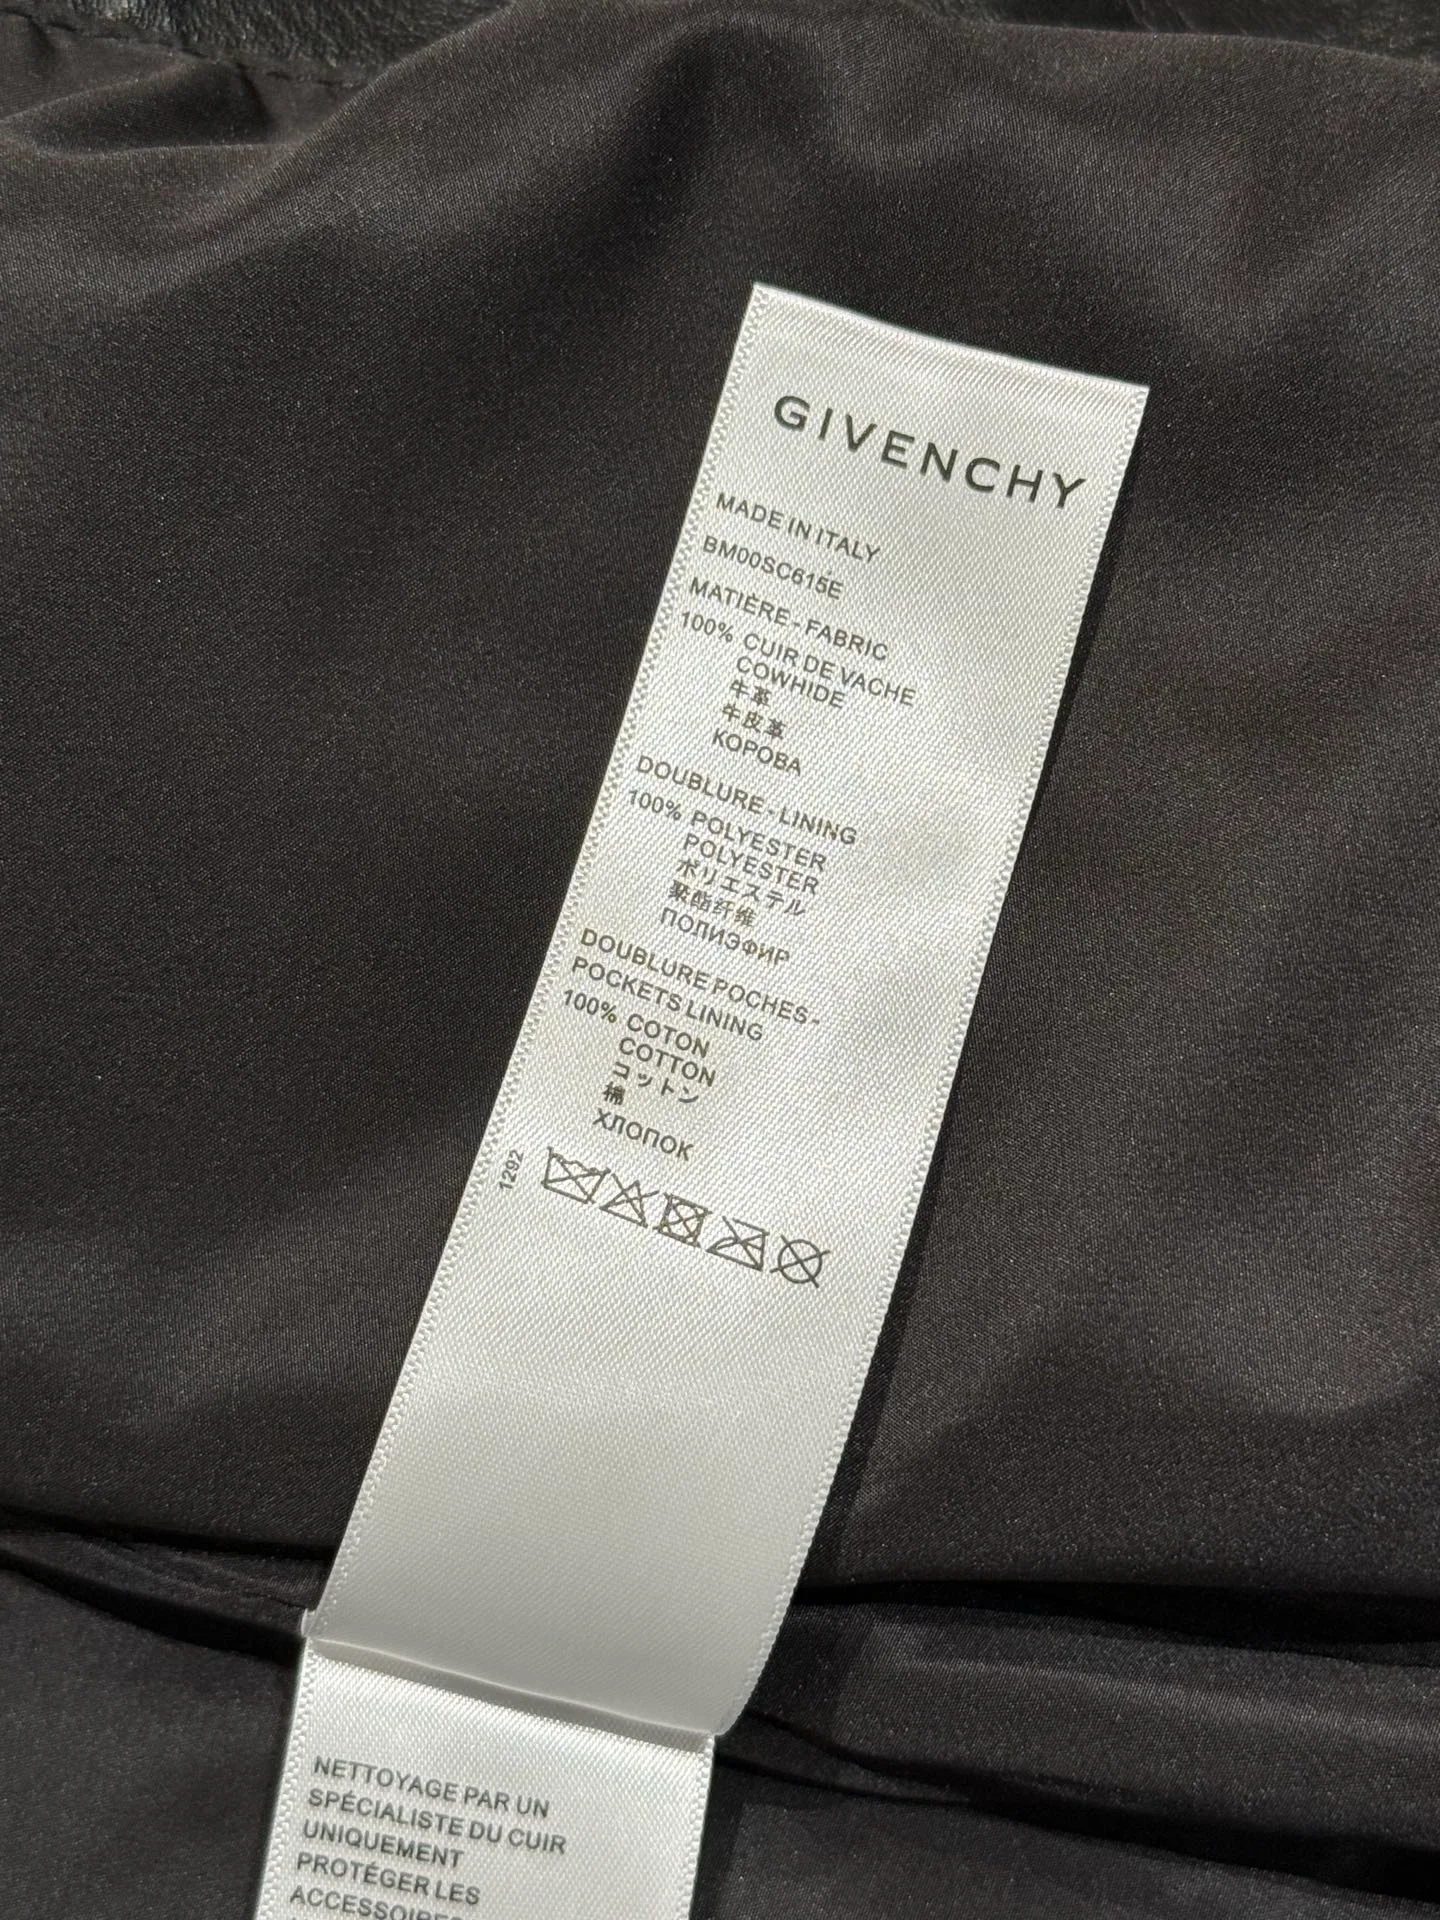 GIVENCHY
MADE IN ITALY
BM00SC615E
MATIÈRE - FABRIC
100% CUIR DE VACHE
COWHIDE
牛革
牛皮革
КОРОВА
DOUBLURE - LINING
100% POLYESTER
POLYESTER
ポリエステル
聚酯纤维
ПОЛИЭФИР
DOUBLURE POCHES -
POCKETS LINING
100% COTON
COTTON
コットン
棉
ХЛОПОК
1292
NETTOYAGE PAR UN
SPÉCIALISTE DU CUIR
UNIQUEMENT
PROTÉGER LES